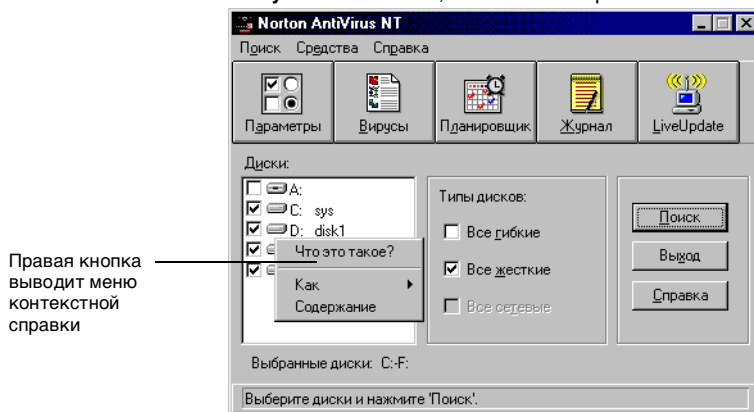 Norton AntiVirus NT
Поиск Средства Справка
Параметры Вирусы Планировщик Журнал LiveUpdate
Диски:
A:
C: sys
D: disk1
Что это такое?
Как
Содержание
Типы дисков:
Все гибкие
Все жесткие
Все сетевые
Поиск
Выход
Справка
Правая кнопка
выводит меню
контекстной
справки
Выбранные диски: C:-F:
Выберите диски и нажмите 'Поиск'.